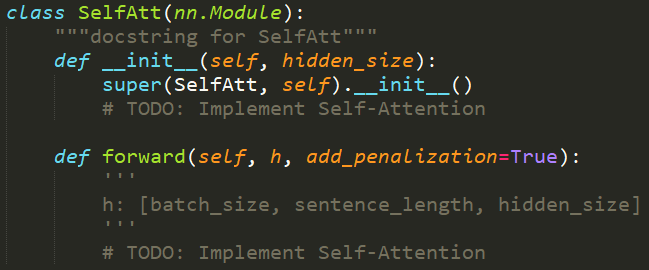 class SelfAtt(nn.Module):
"""docstring for SelfAtt"""
def __init__(self, hidden_size):
super(SelfAtt, self).__init__()
# TODO: Implement Self-Attention
def forward(self, h, add_penalization=True):
'''
h: [batch_size, sentence_length, hidden_size]
'''
# TODO: Implement Self-Attention